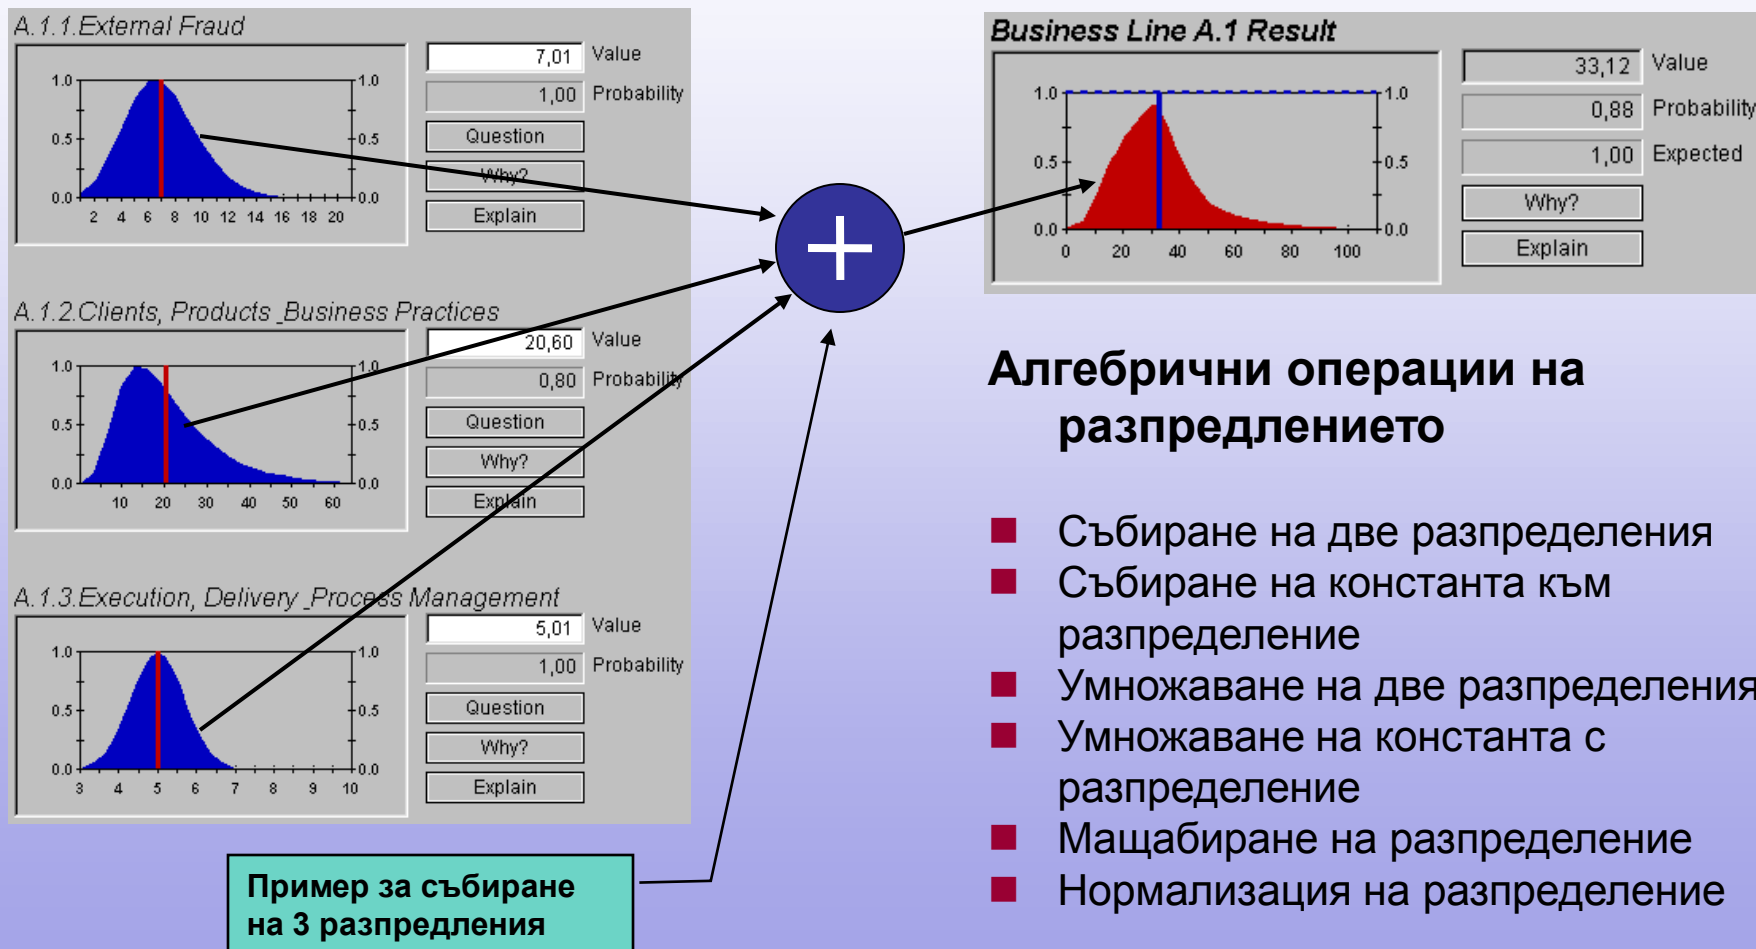 A.1.1.External Fraud
7,01 Value
1,00 Probability
Question
Why?
Explain
1.0 1.0
0.5 0.5
0.0 0.0
2 4 6 8 10 12 14 16 18 20
A.1.2.Clients, Products _Business Practices
20,60 Value
0,80 Probability
Question
Why?
Explain
1.0 1.0
0.5 0.5
0.0 0.0
10 20 30 40 50 60
A.1.3.Execution, Delivery _Process Management
5,01 Value
1,00 Probability
Question
Why?
Explain
1.0 1.0
0.5 0.5
0.0 0.0
3 4 5 6 7 8 9 10
Пример за събиране
на 3 разпредления
+
Business Line A.1 Result
33,12 Value
0,88 Probability
1,00 Expected
Why?
Explain
1.0 1.0
0.5 0.5
0.0 0.0
0 20 40 60 80 100
Алгебрични операции на
разпредлението
Събиране на две разпределения
Събиране на константа към
разпределение
Умножаване на две разпределения
Умножаване на константа с
разпределение
Мащабиране на разпределение
Нормализация на разпределение